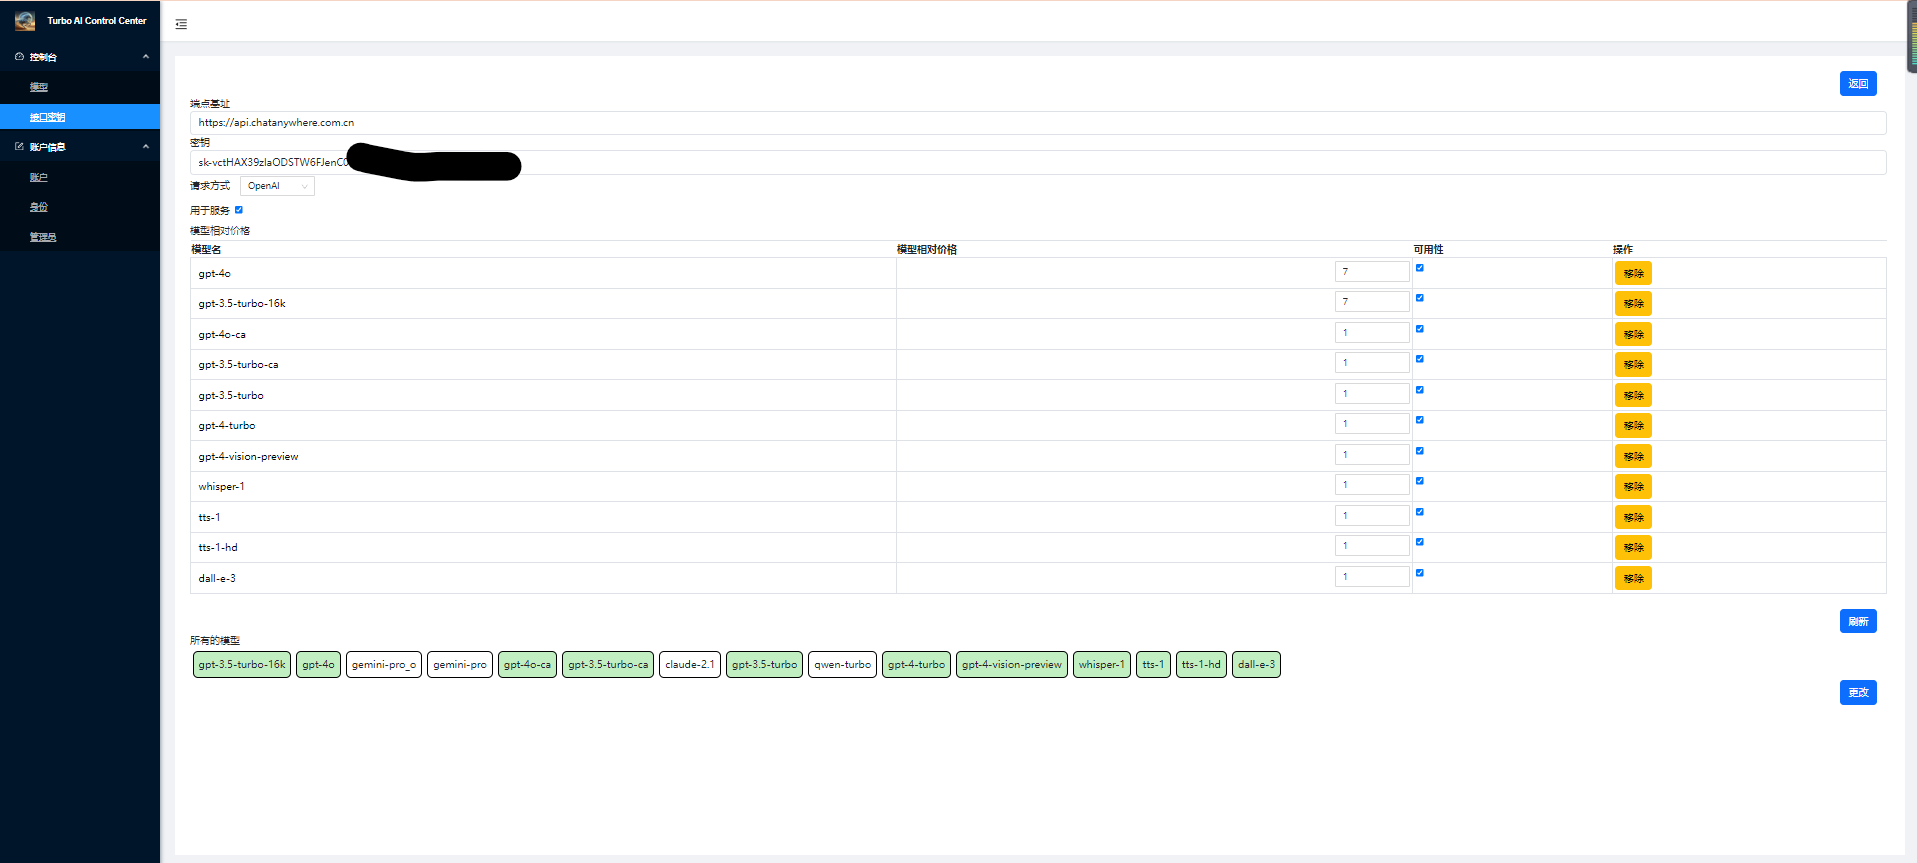 Turbo AI Control Center
控制台
模型
接口密钥
账户信息
账户
身份
管理员
返回
端点基址
https://api.chatanywhere.com.cn
密钥
sk-vctHAX39zlaODSTW6FJenC0
请求方式 OpenAI
用于服务
模型相对价格
模型名 模型相对价格 可用性 操作
gpt-4o 7 移除
gpt-3.5-turbo-16k 7 移除
gpt-4o-ca 1 移除
gpt-3.5-turbo-ca 1 移除
gpt-3.5-turbo 1 移除
gpt-4-turbo 1 移除
gpt-4-vision-preview 1 移除
whisper-1 1 移除
tts-1 1 移除
tts-1-hd 1 移除
dall-e-3 1 移除
刷新
所有的模型
gpt-3.5-turbo-16k gpt-4o gemini-pro_o gemini-pro gpt-4o-ca gpt-3.5-turbo-ca claude-2.1 gpt-3.5-turbo qwen-turbo gpt-4-turbo gpt-4-vision-preview whisper-1 tts-1 tts-1-hd dall-e-3
更改